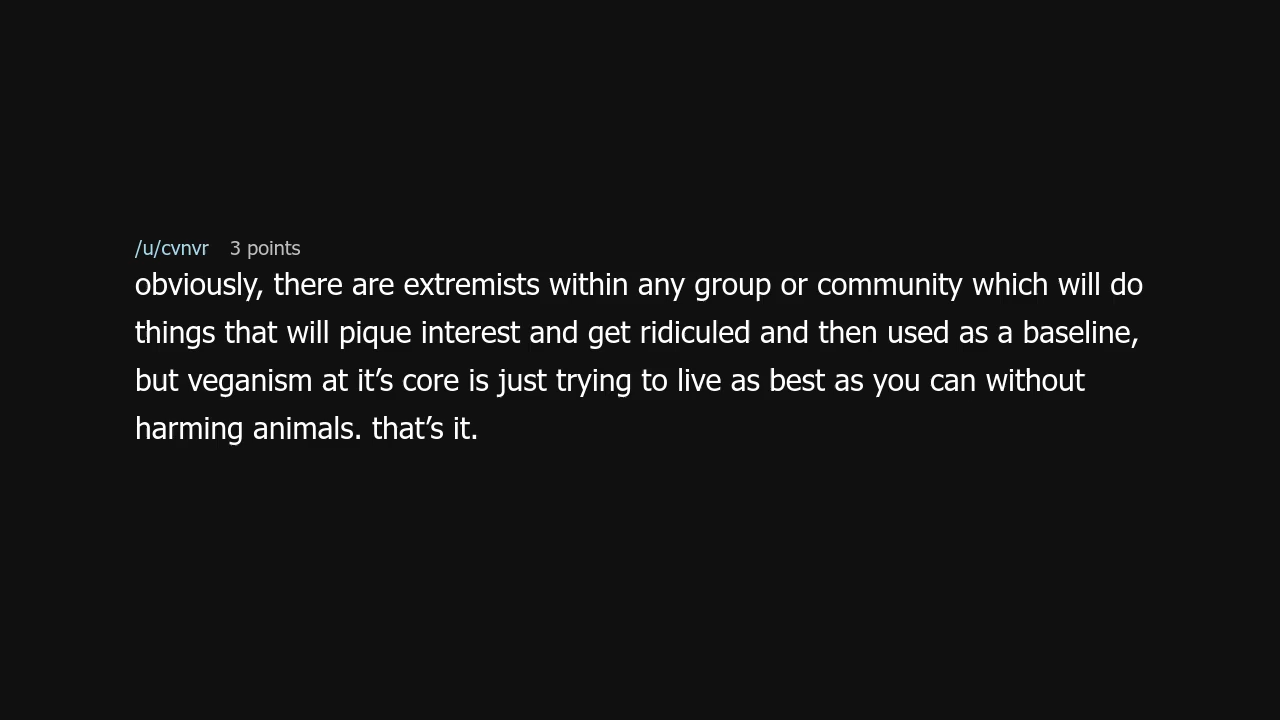 /u/cvnvr 3 points
obviously, there are extremists within any group or community which will do
things that will pique interest and get ridiculed and then used as a baseline,
but veganism at it’s core is just trying to live as best as you can without
harming animals. that’s it.